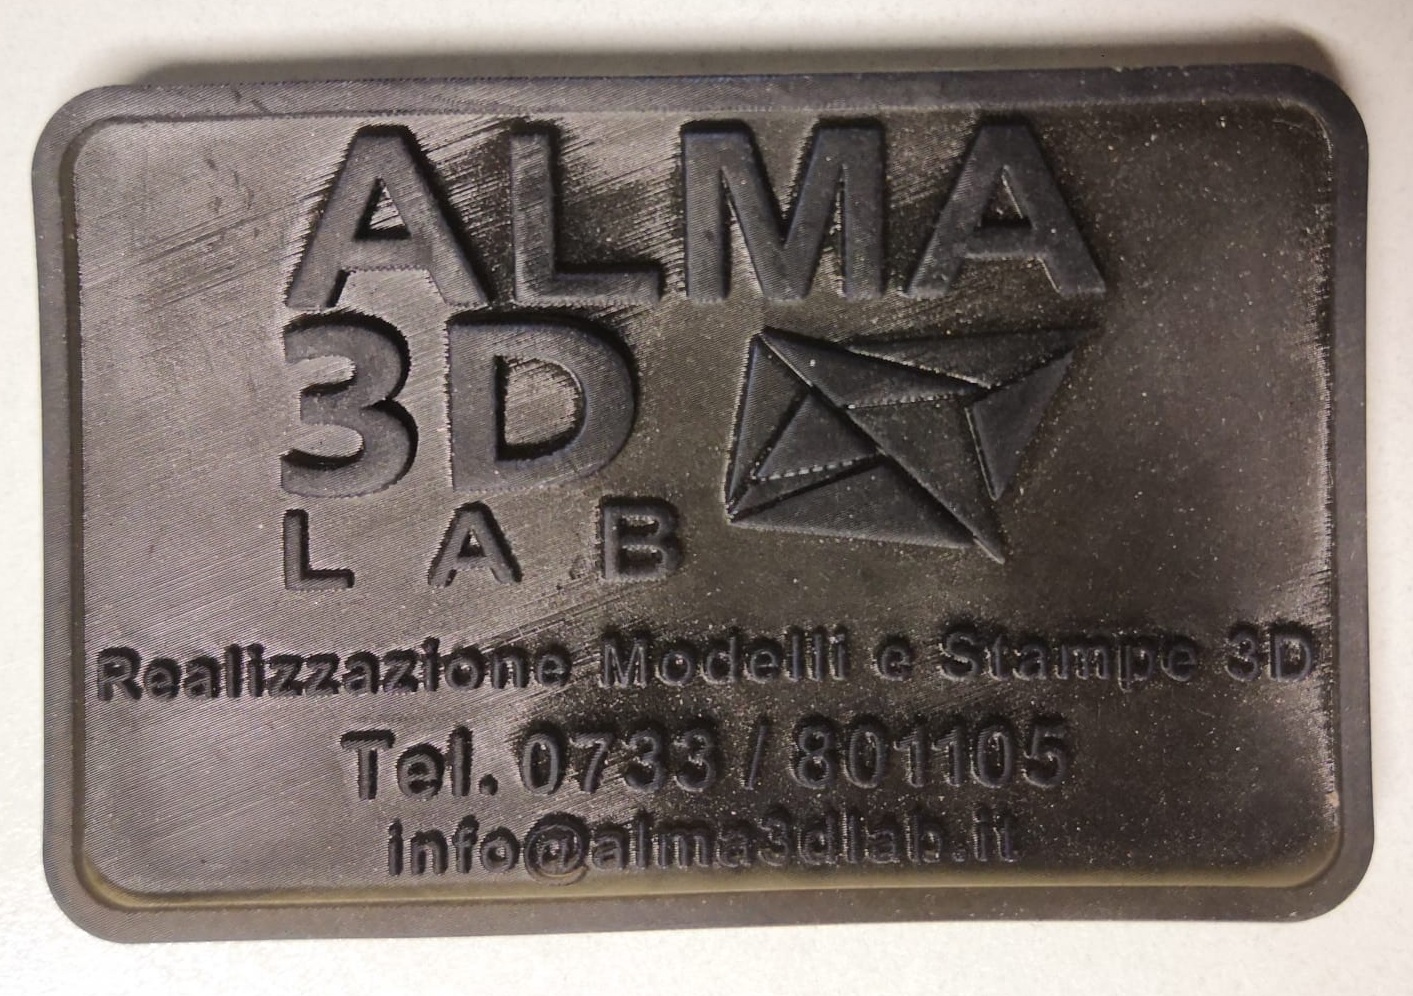 ALMA
3D
LAB
Realizzazione Modelli e Stampe 3D
Tel. 0733 / 801105
info@alma3dlab.it